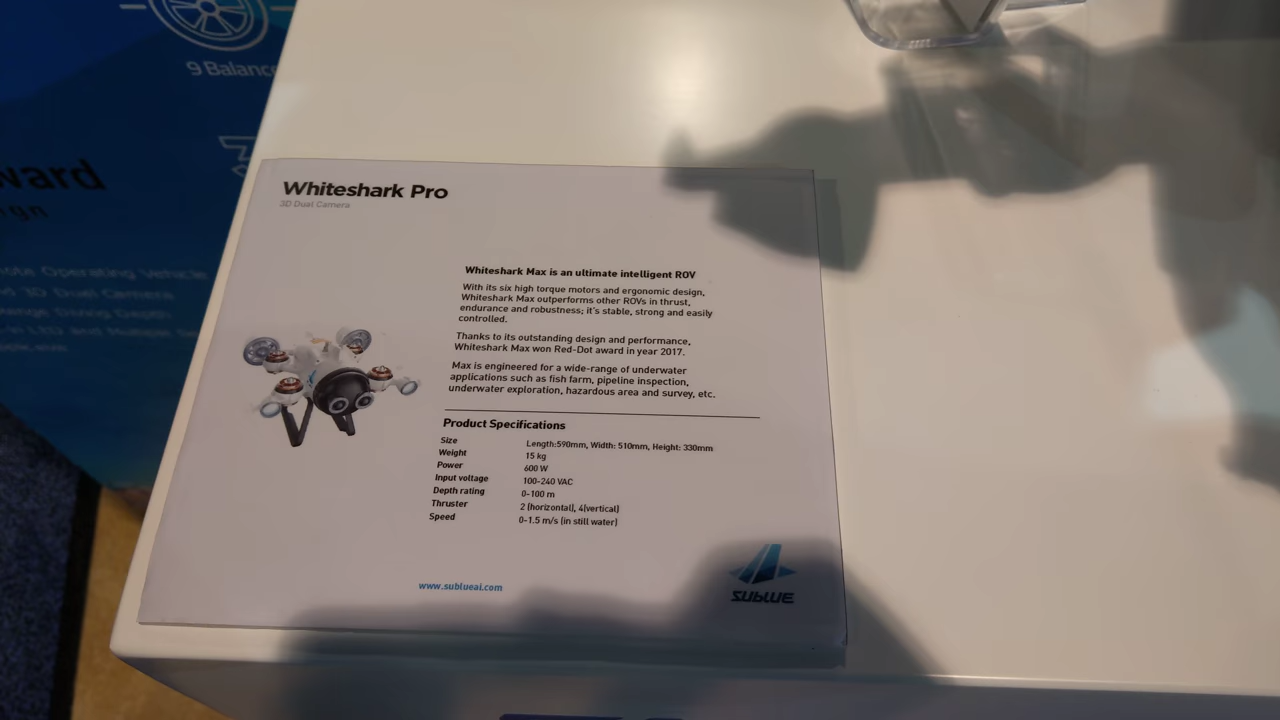 9 Balance
ward
ign
3D Dual Camera
Whiteshark Pro
3D Dual Camera
Whiteshark Max is an ultimate intelligent ROV
With its six high torque motors and ergonomic design,
Whiteshark Max outperforms other ROVs in thrust,
endurance and robustness; it's stable, strong and easily
controlled.
Thanks to its outstanding design and performance,
Whiteshark Max won Red-Dot award in year 2017.
Max is engineered for a wide-range of underwater
applications such as fish farm, pipeline inspection,
underwater exploration, hazardous area and survey, etc.
Product Specifications
Size Length:590mm, Width: 510mm, Height: 330mm
Weight 15 kg
Power 600 W
Input voltage 100-240 VAC
Depth rating 0-100 m
Thruster 2 (horizontal), 4(vertical)
Speed 0-1.5 m/s (in still water)
www.sublueai.com
SUBLUE